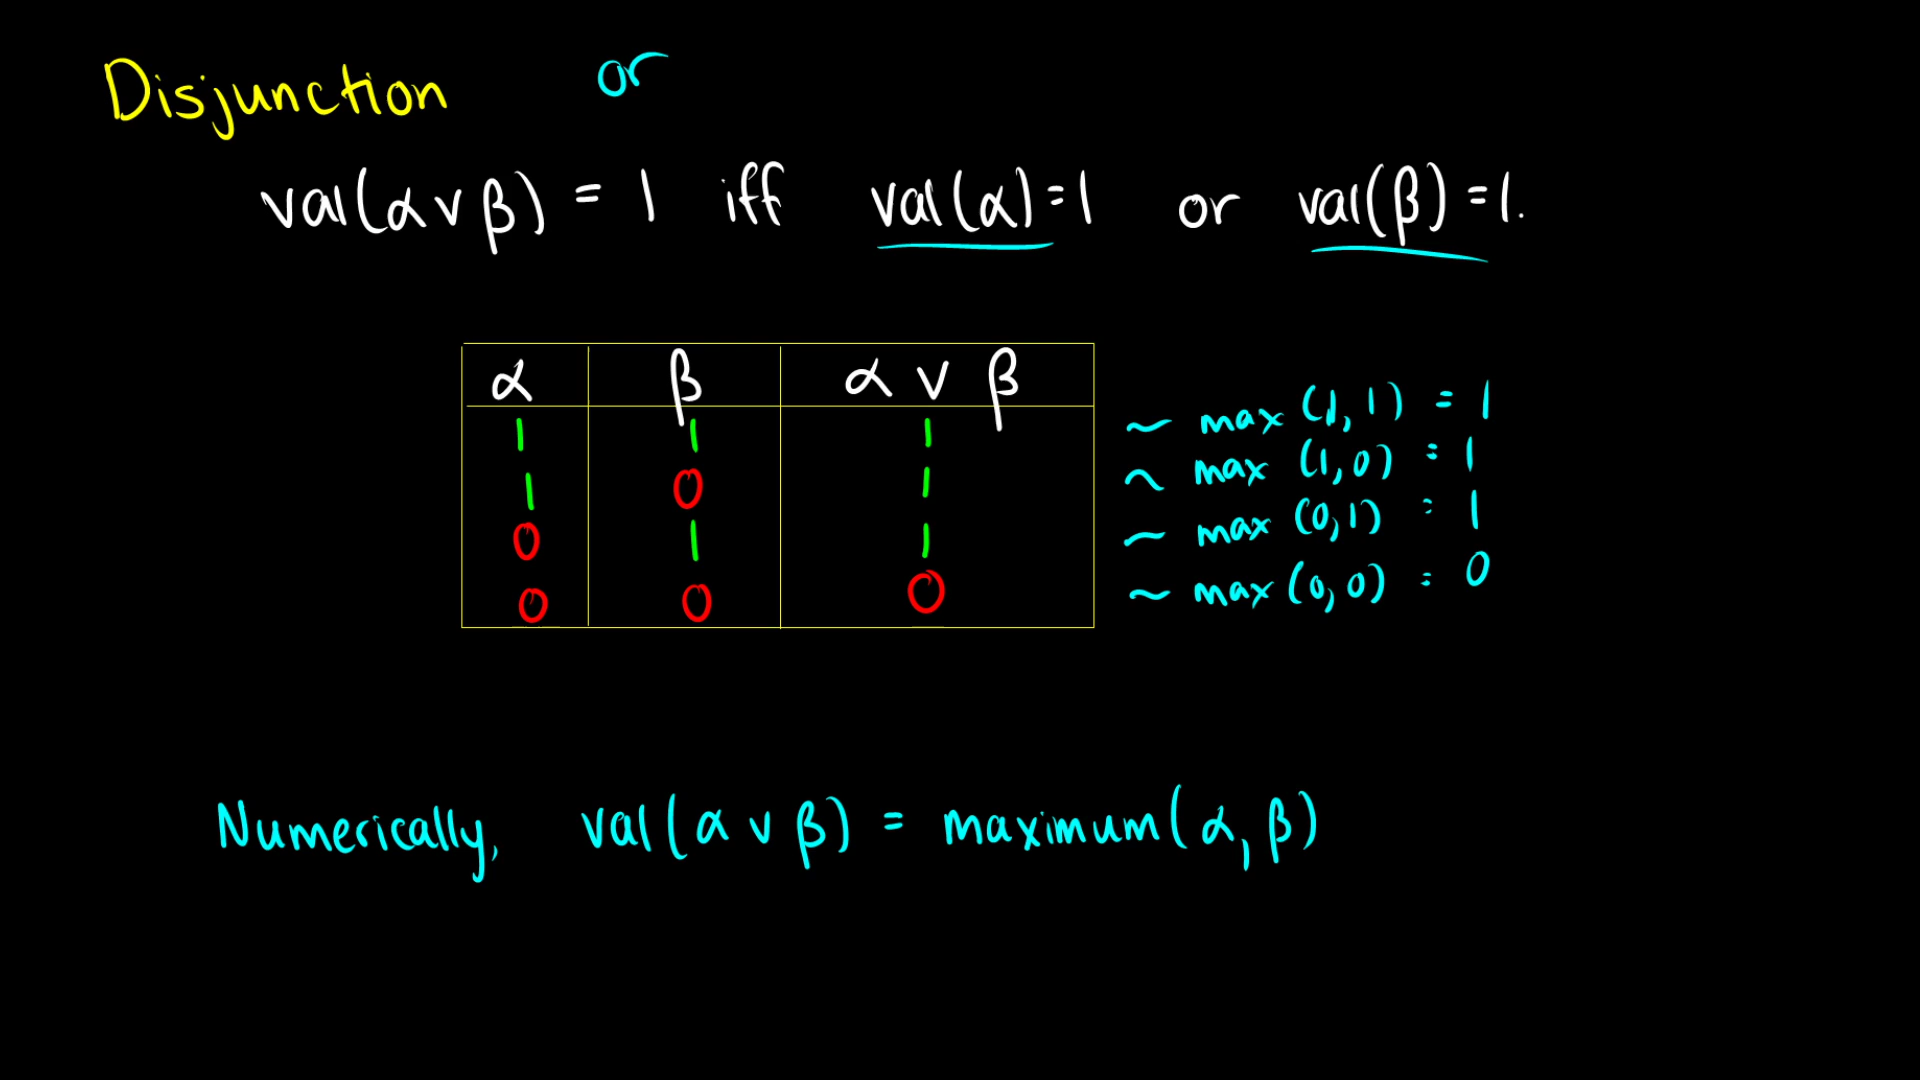 Disjunction or
val(α ∨ β) = 1 iff val(α)=1 or val(β)=1.
α β α ∨ β
1 1 1 ~ max (1,1) = 1
1 0 1 ~ max (1,0) = 1
0 1 1 ~ max (0,1) = 1
0 0 0 ~ max (0,0) = 0
Numerically, val(α ∨ β) = maximum(α, β)